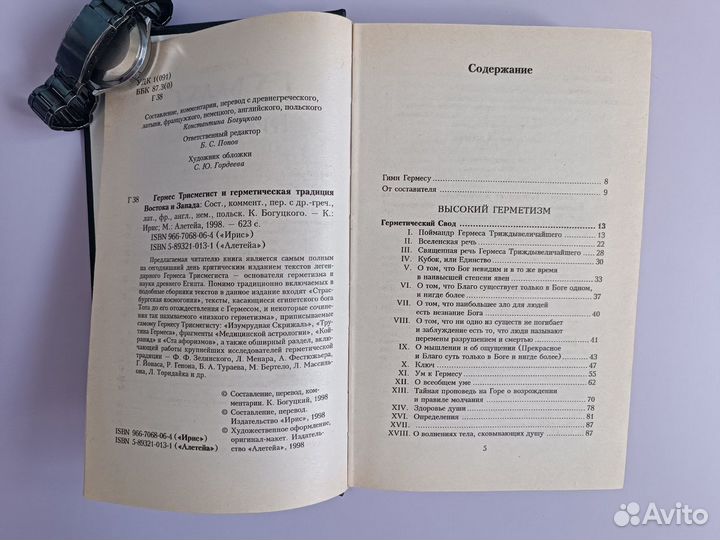 УДК 1(091)
ББК 87.3(0)
Г 38
Составление, комментарии, перевод с древнегреческого,
латыни, французского, немецкого, английского, польского
Константина Богуцкого
Ответственный редактор
Б. С. Попов
Художник обложки
С. Ю. Гордеева
Г 38 Гермес Трисмегист и герметическая традиция
Востока и Запада: Сост., коммент., пер. с др.-греч.,
лат., фр., англ., нем., польск. К. Богуцкого. — К.:
Ирис; М.: Алетейа, 1998. — 623 с.
ISBN 966-7068-06-4 («Ирис»)
ISBN 5-89321-013-1 («Алетейа»)
Предлагаемая читателю книга является самым полным
на сегодняшний день критическим изданием текстов леген-
дарного Гермеса Трисмегиста — основателя герметизма и
науки древнего Египта. Помимо традиционно включаемых в
подобные сборники текстов в данное издание входят «Страс-
бургская космогония», тексты, касающиеся египетского бога
Тота до его отождествления с Гермесом, и некоторые сочине-
ния так называемого «низкого герметизма», приписываемые
самому Гермесу Трисмегисту: «Изумрудная Скрижаль», «Тру-
тина Гермеса», фрагменты «Медицинской астрологии», «Кой-
ранид» и «Ста афоризмов», а также обширный раздел, включ-
ающий работы крупнейших исследователей герметической
традиции — Ф. Ф. Зелинского, Л. Менара, А. Фестюжьера,
Г. Йонаса, Р. Генона, Б. А. Тураева, М. Бертело, Л. Массиньо-
на, Л. Торндайка и др.
© Составление, перевод, ком-
ментарии. К. Богуцкий, 1998
© Составление, перевод.
Издательство «Ирис», 1998
© Художественное оформление,
оригинал-макет. Издатель-
ство «Алетейа», 1998
ISBN 966-7068-06-4 («Ирис»)
ISBN 5-89321-013-1 («Алетейа»)
Содержание
Гимн Гермесу 8
От составителя 9
ВЫСОКИЙ ГЕРМЕТИЗМ
Герметический Свод 13
I. Поймандр Гермеса Триждывеличайшего 13
II. Вселенская речь 22
III. Священная речь Гермеса Триждывеличайшего 28
IV. Кубок, или Единство 30
V. О том, что Бог невидим и в то же время
в наивысшей степени явен 33
VI. О том, что Благо существует только в Боге одном,
и нигде более 37
VII. О том, что наибольшее зло для людей
есть незнание Бога 40
VIII. О том, что ни одно из существ не погибает
и заблуждение есть то, что люди называют
перемены разрушением и смертью 41
IX. О мышлении и об ощущении (Прекрасное
и Благо суть только в Боге и нигде более) 43
X. Ключ 47
XI. Ум к Гермесу 56
XII. О всеобщем уме 62
XIII. Тайная проповедь на Горе о возрождении
и правиле молчания 70
XIV. Здоровье души 78
XVI. Определения 81
XVII. 87
XVIII. О волнениях тела, сковывающих душу 87
5
Avito